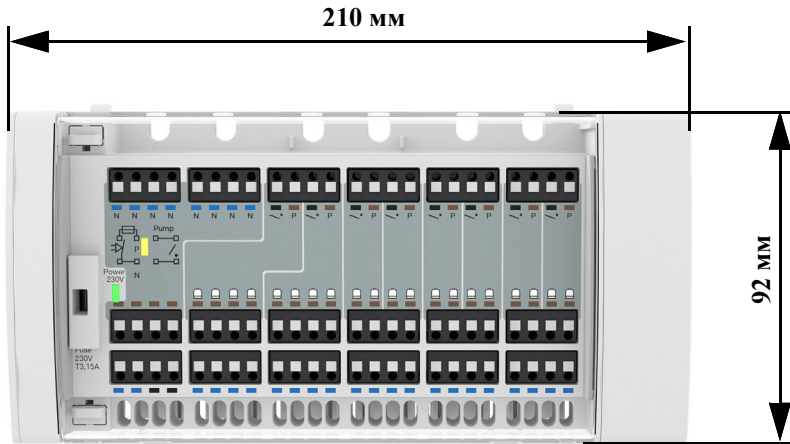 210 мм
92 мм
N N N N N N N N P P P P P P P P
Pump
P
N
Power
230V
Fuse
230V
T3,15A